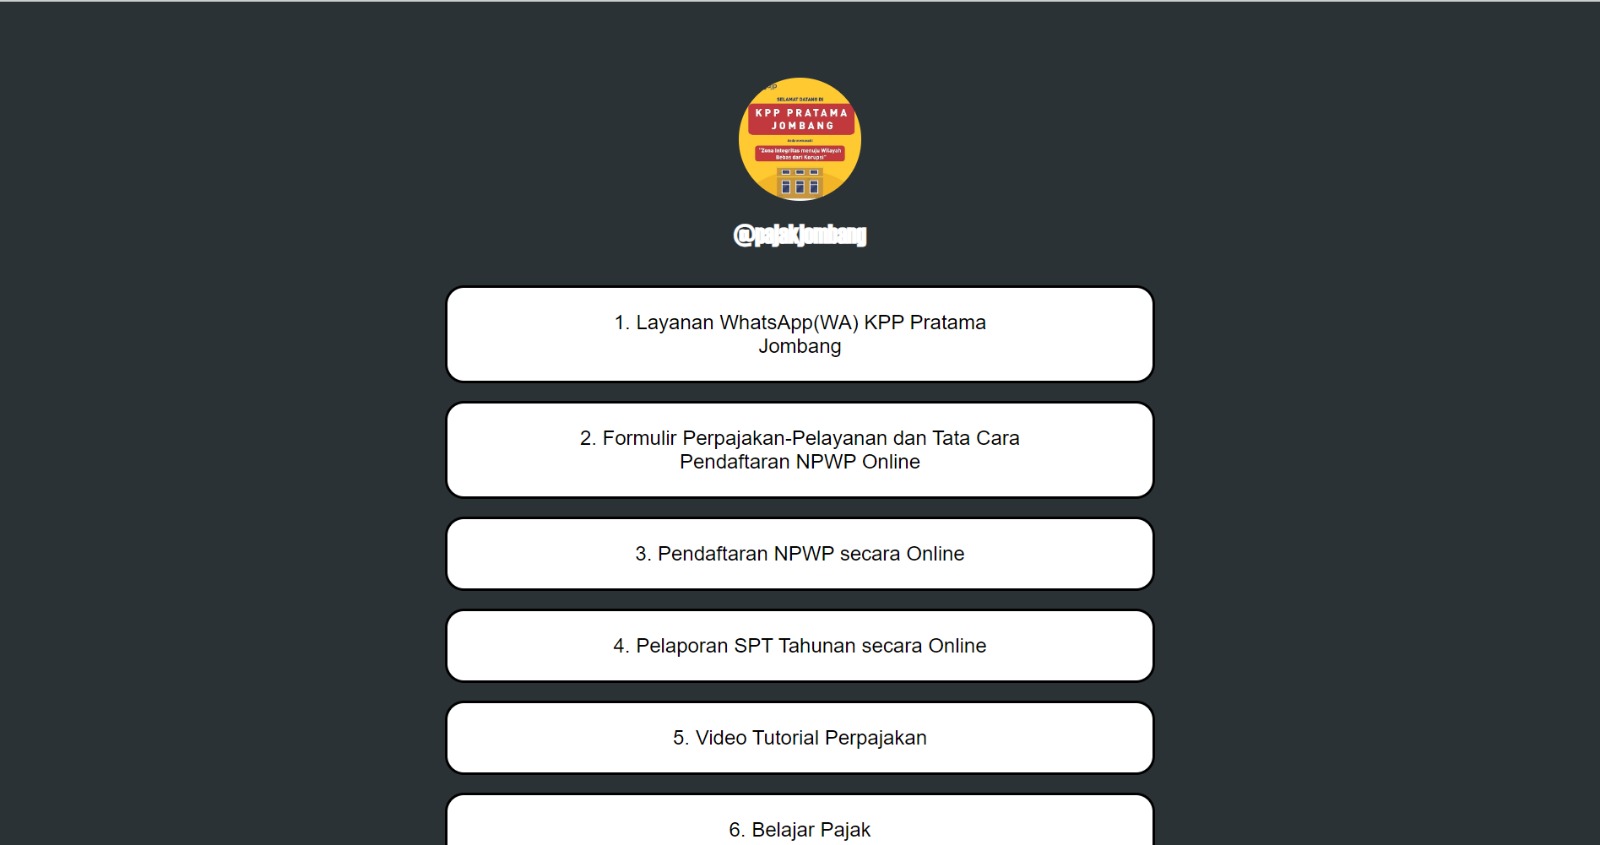 SELAMAT DATANG DI
KPP PRATAMA
JOMBANG
"Zona Integritas menuju Wilayah
Bebas dari Korupsi"
@pajakjombang
1. Layanan WhatsApp(WA) KPP Pratama
Jombang
2. Formulir Perpajakan-Pelayanan dan Tata Cara
Pendaftaran NPWP Online
3. Pendaftaran NPWP secara Online
4. Pelaporan SPT Tahunan secara Online
5. Video Tutorial Perpajakan
6. Belajar Pajak